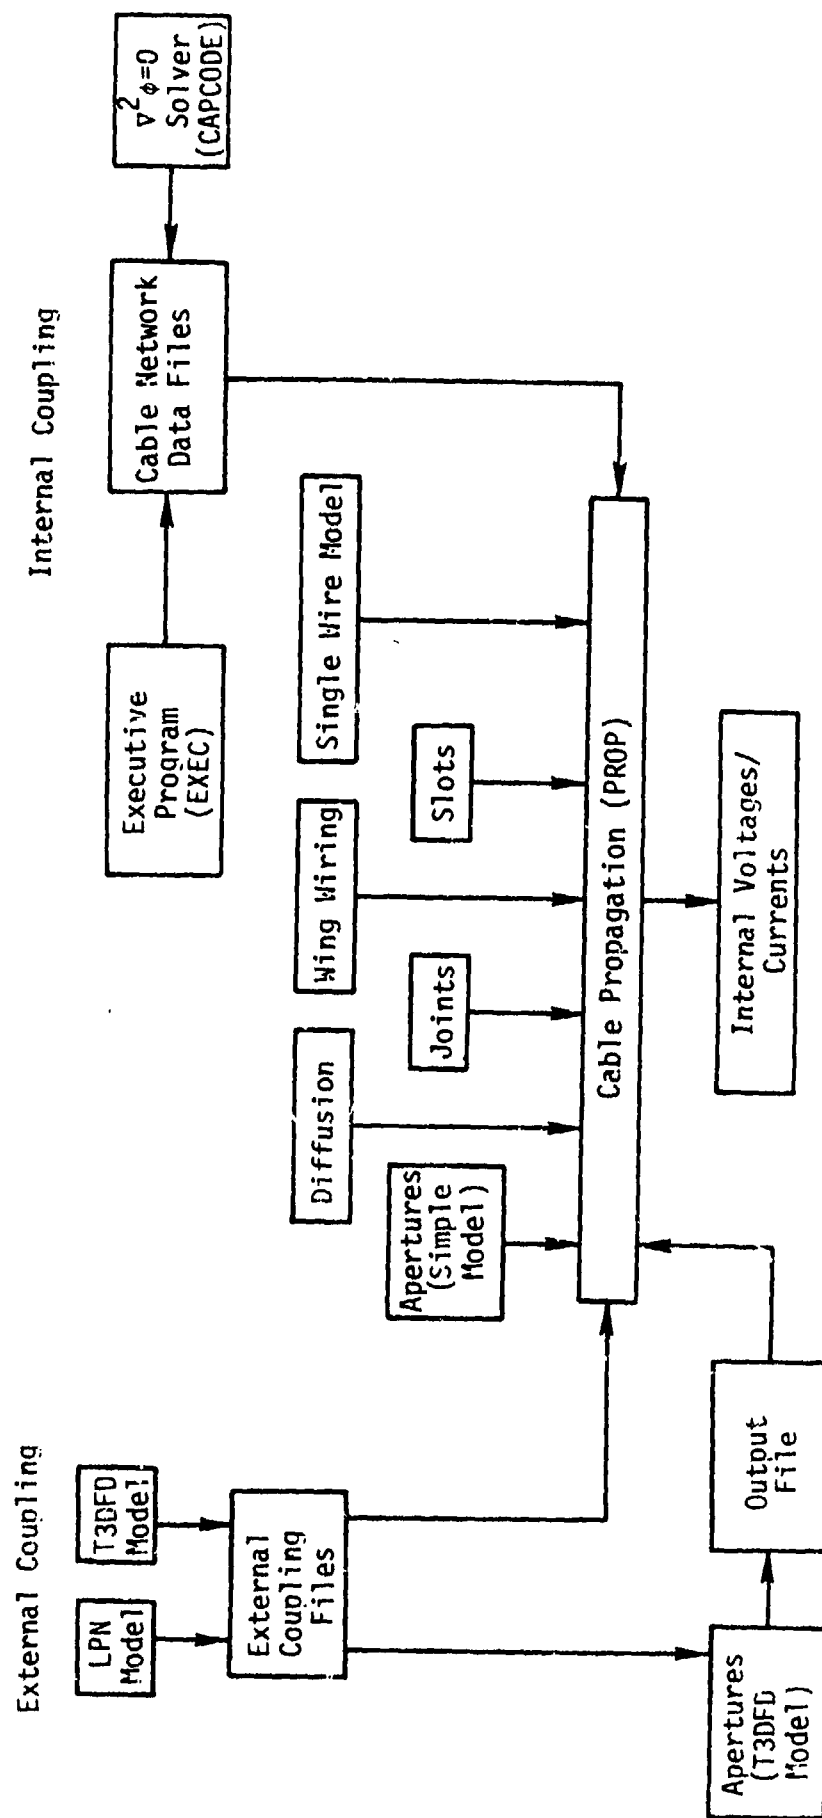 External Coupling
Internal Coupling
LPN
Model
T3DFD
Model
External
Coupling
Files
Executive
Program
(EXEC)
Cable Network
Data Files
∇²φ=0
Solver
(CAPCODE)
Diffusion
Wing Wiring
Single Wire Model
Apertures
(Simple
Model)
Joints
Slots
Cable Propagation (PROP)
Apertures
(T3DFD
Model)
Output
File
Internal Voltages/
Currents